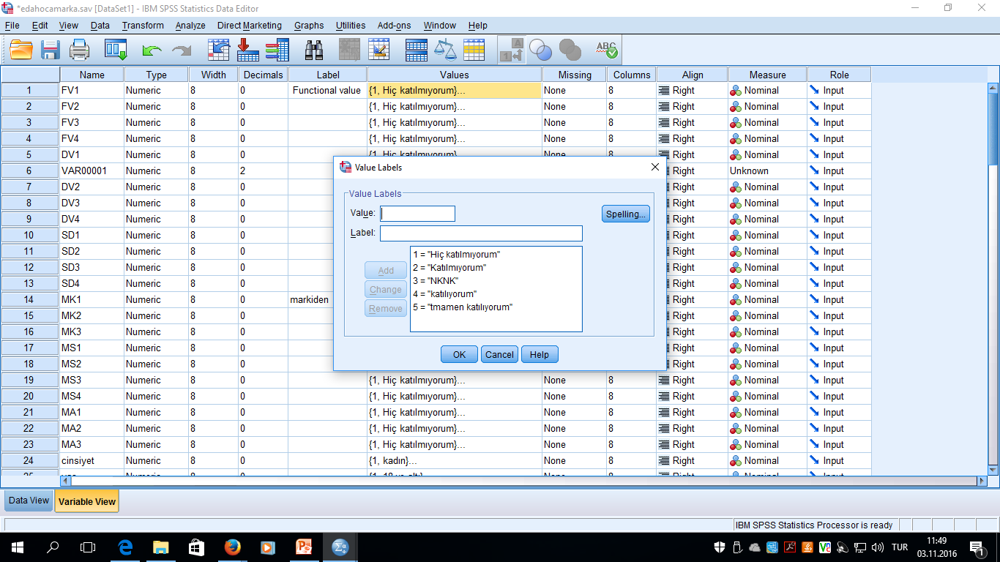 *edahocamarka.sav [DataSet1] - IBM SPSS Statistics Data Editor
File Edit View Data Transform Analyze Direct Marketing Graphs Utilities Add-ons Window Help
Name Type Width Decimals Label Values Missing Columns Align Measure Role
1 FV1 Numeric 8 0 Functional value {1, Hiç katılmıyorum}... None 8 Right Nominal Input
2 FV2 Numeric 8 0 {1, Hiç katılmıyorum}... None 8 Right Nominal Input
3 FV3 Numeric 8 0 {1, Hiç katılmıyorum}... None 8 Right Nominal Input
4 FV4 Numeric 8 0 {1, Hiç katılmıyorum}... None 8 Right Nominal Input
5 DV1 Numeric 8 0 {1, Hiç katılmıyorum}... None 8 Right Nominal Input
6 VAR00001 Numeric 8 2 Right Unknown Input
7 DV2 Numeric 8 0 Right Nominal Input
8 DV3 Numeric 8 0 Right Nominal Input
9 DV4 Numeric 8 0 Right Nominal Input
10 SD1 Numeric 8 0 Right Nominal Input
11 SD2 Numeric 8 0 Right Nominal Input
12 SD3 Numeric 8 0 Right Nominal Input
13 SD4 Numeric 8 0 Right Nominal Input
14 MK1 Numeric 8 0 markiden Right Nominal Input
15 MK2 Numeric 8 0 Right Nominal Input
16 MK3 Numeric 8 0 Right Nominal Input
17 MS1 Numeric 8 0 Right Nominal Input
18 MS2 Numeric 8 0 Right Nominal Input
19 MS3 Numeric 8 0 {1, Hiç katılmıyorum}... None 8 Right Nominal Input
20 MS4 Numeric 8 0 {1, Hiç katılmıyorum}... None 8 Right Nominal Input
21 MA1 Numeric 8 0 {1, Hiç katılmıyorum}... None 8 Right Nominal Input
22 MA2 Numeric 8 0 {1, Hiç katılmıyorum}... None 8 Right Nominal Input
23 MA3 Numeric 8 0 {1, Hiç katılmıyorum}... None 8 Right Nominal Input
24 cinsiyet Numeric 8 0 {1, kadın}... None 8 Right Nominal Input
Value Labels
Value Labels
Value:
Spelling...
Label:
1 = "Hiç katılmıyorum"
2 = "Katılmıyorum"
3 = "NKNK"
4 = "katılıyorum"
5 = "tmamen katılıyorum"
Add
Change
Remove
OK Cancel Help
Data View Variable View
IBM SPSS Statistics Processor is ready
TUR
11:49
03.11.2016
1